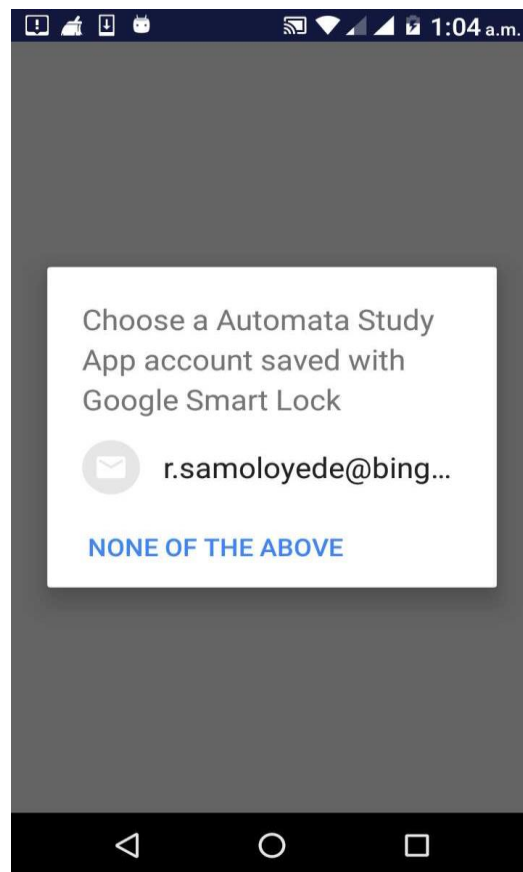 1:04 a.m.
Choose a Automata Study
App account saved with
Google Smart Lock
r.samoloyede@bing...
NONE OF THE ABOVE